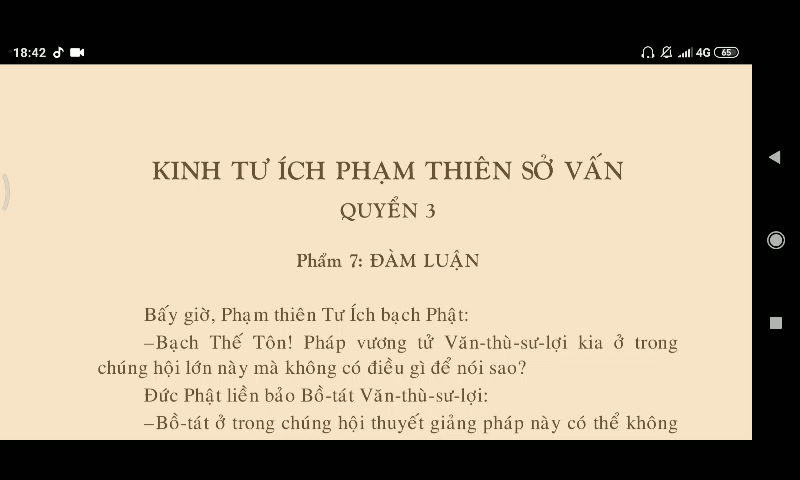 18:42
4G 65
KINH TƯ ÍCH PHẠM THIÊN SỞ VẤN
QUYỂN 3
Phẩm 7: ĐÀM LUẬN
Bấy giờ, Phạm thiên Tư Ích bạch Phật:
–Bạch Thế Tôn! Pháp vương tử Văn-thù-sư-lợi kia ở trong
chúng hội lớn này mà không có điều gì để nói sao?
Đức Phật liền bảo Bồ-tát Văn-thù-sư-lợi:
–Bồ-tát ở trong chúng hội thuyết giảng pháp này có thể không